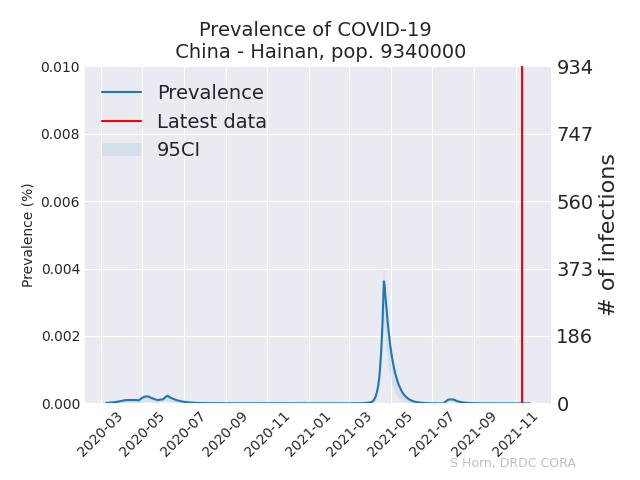 Prevalence of COVID-19
China - Hainan, pop. 9340000
Prevalence
Latest data
95CI
0.010
0.008
0.006
0.004
0.002
0.000
Prevalence (%)
934
747
560
373
186
0
# of infections
2020-03
2020-05
2020-07
2020-09
2020-11
2021-01
2021-03
2021-05
2021-07
2021-09
2021-11
S Horn, DRDC CORA